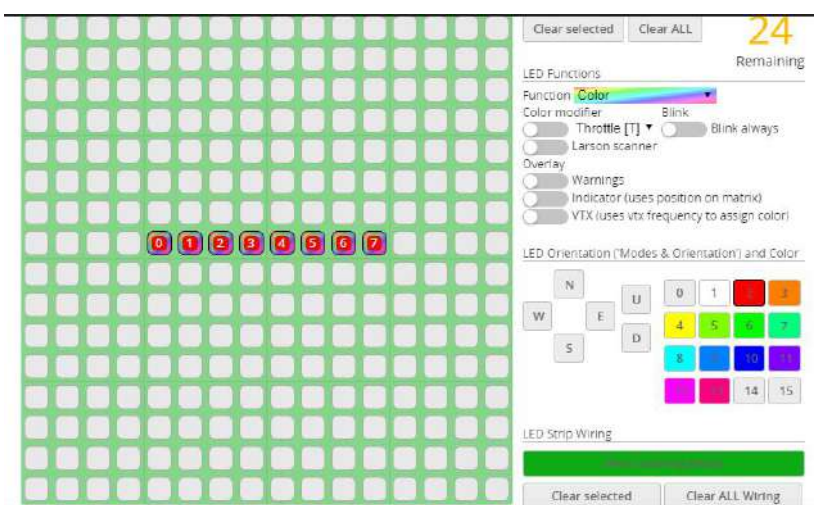 Clear selected Clear ALL 24
Remaining
LED Functions
Function Color
Color modifier Blink
Throttle [T] Blink always
Larson scanner
Overlay
Warnings
Indicator (uses position on matrix)
VTX (uses vtx frequency to assign color)
0 1 2 3 4 5 6 7
LED Orientation ('Modes & Orientation') and Color
N
U 0 1 2 3
W E
4 5 6 7
D
S
8 10 11
14 15
LED Strip Wiring
Clear selected Clear ALL Wiring